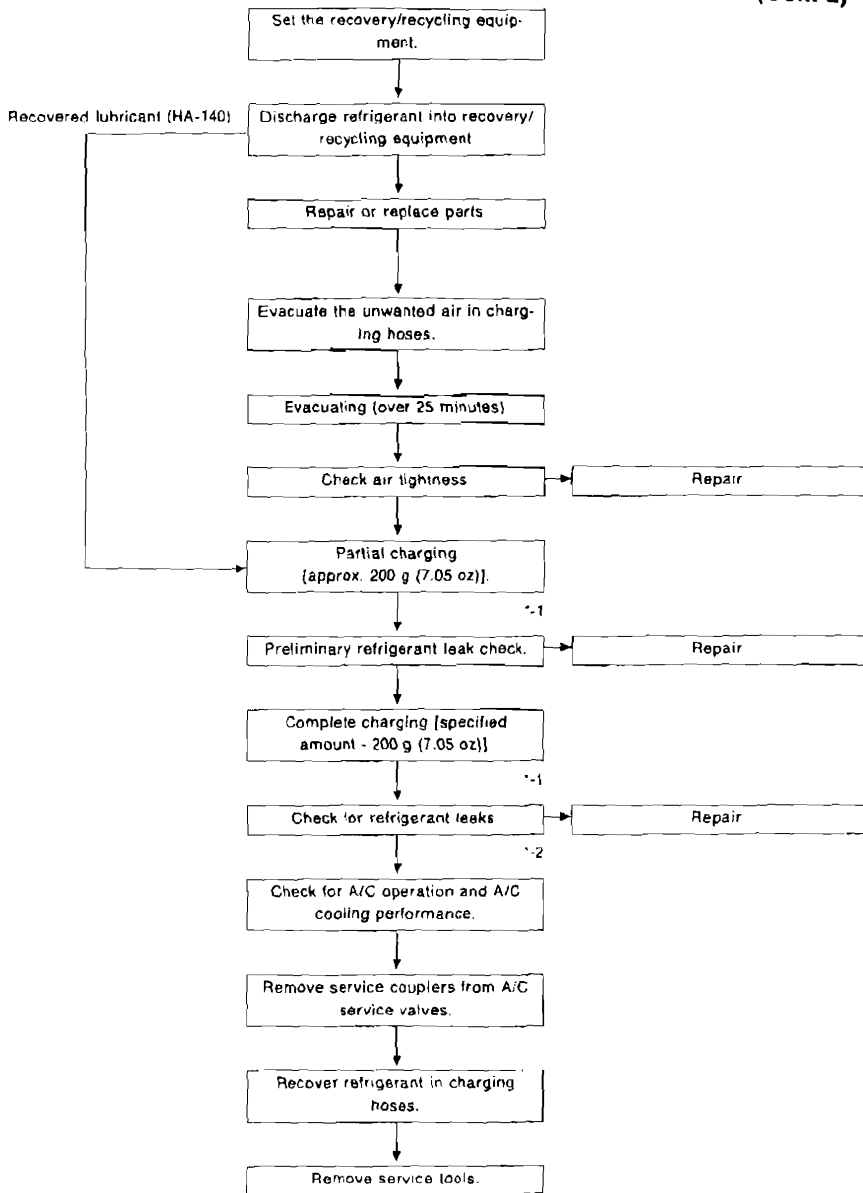 (Cont'd)
Set the recovery/recycling equip-
ment.
Recovered lubricant (HA-140)
Discharge refrigerant into recovery/
recycling equipment
Repair or replace parts
Evacuate the unwanted air in charg-
ing hoses.
Evacuating (over 25 minutes)
Check air tightness
Repair
Partial charging
[approx. 200 g (7.05 oz)].
*-1
Preliminary refrigerant leak check.
Repair
Complete charging [specified
amount - 200 g (7.05 oz)]
*-1
Check for refrigerant leaks
Repair
*-2
Check for A/C operation and A/C
cooling performance.
Remove service couplers from A/C
service valves.
Recover refrigerant in charging
hoses.
Remove service tools.